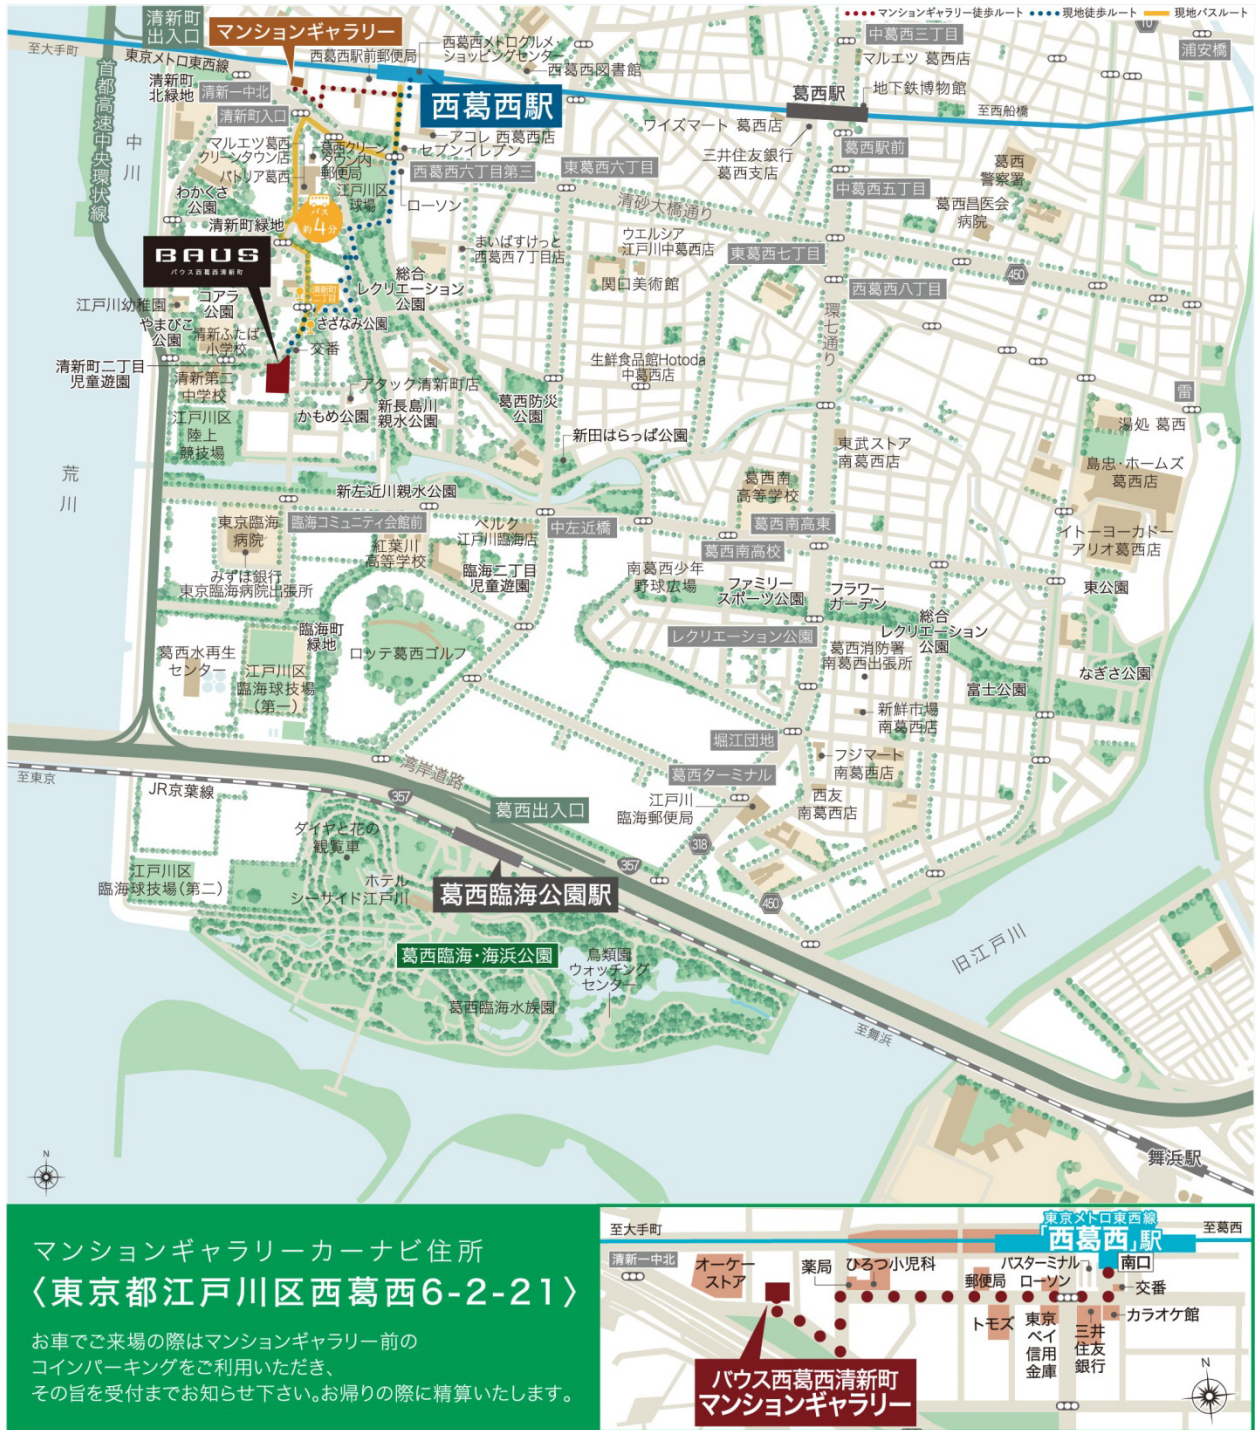 マンションギャラリー徒歩ルート
現地徒歩ルート
現地バスルート
清新町
出入口
マンションギャラリー
至大手町
東京メトロ東西線
西葛西駅前郵便局
西葛西メトログルメ・
ショッピングセンター
西葛西図書館
中葛西三丁目
マルエツ 葛西店
浦安橋
清新町
北緑地
清新一中北
清新町入口
西葛西駅
葛西駅
地下鉄博物館
至西船橋
首都高速中央環状線
中川
マルエツ葛西
クリーンタウン店
葛西クリーン
タウン内
郵便局
パトリア葛西
江戸川区
球場
アコレ 西葛西店
セブンイレブン
西葛西六丁目第三
ローソン
東葛西六丁目
ワイズマート 葛西店
三井住友銀行
葛西支店
葛西駅前
中葛西五丁目
葛西
警察署
葛西昌医会
病院
わかくさ
公園
清新町緑地
バス
約4分
清砂大橋通り
まいばすけっと
西葛西7丁目店
ウエルシア
江戸川中葛西店
東葛西七丁目
関口美術館
西葛西八丁目
450
環七通り
BAUS
バウス西葛西清新町
総合
レクリエーション
公園
江戸川幼稚園
コアラ
公園
清新町
二丁目
さざなみ公園
やまびこ
公園
清新ふたば
小学校
交番
清新町二丁目
児童遊園
清新第二
中学校
アタック清新町店
生鮮食品館Hotoda
中葛西店
かもめ公園
新長島川
親水公園
葛西防災
公園
江戸川区
陸上
競技場
新田はらっぱ公園
雷
湯処 葛西
東武ストア
南葛西店
島忠・ホームズ
葛西店
荒川
新左近川親水公園
葛西南
高等学校
東京臨海
病院
臨海コミュニティ会館前
ベルク
江戸川臨海店
中左近橋
葛西南高東
葛西南高校
イトーヨーカドー
アリオ葛西店
紅葉川
高等学校
みずほ銀行
東京臨海病院出張所
臨海二丁目
児童遊園
南葛西少年
野球広場
ファミリー
スポーツ公園
フラワー
ガーデン
東公園
臨海町
緑地
総合
レクリエーション
公園
レクリエーション公園
葛西水再生
センター
ロッテ葛西ゴルフ
葛西消防署
南葛西出張所
江戸川区
臨海球技場
(第一)
なぎさ公園
富士公園
新鮮市場
南葛西店
堀江団地
フジマート
南葛西店
葛西ターミナル
湾岸道路
至東京
JR京葉線
357
葛西出入口
江戸川
臨海郵便局
西友
南葛西店
ダイヤと花の
観覧車
318
357
江戸川区
臨海球技場(第二)
ホテル
シーサイド江戸川
葛西臨海公園駅
450
葛西臨海・海浜公園
鳥類園
ウォッチング
センター
旧江戸川
葛西臨海水族園
至舞浜
舞浜駅
N
マンションギャラリーカーナビ住所
〈東京都江戸川区西葛西6-2-21〉
お車でご来場の際はマンションギャラリー前の
コインパーキングをご利用いただき、
その旨を受付までお知らせ下さい。お帰りの際に精算いたします。
至大手町
東京メトロ東西線
「西葛西」駅
至葛西
清新一中北
オーケー
ストア
薬局
ひろつ小児科
郵便局
バスターミナル
ローソン
南口
交番
トモズ
東京
ベイ
信用
金庫
三井
住友
銀行
カラオケ館
バウス西葛西清新町
マンションギャラリー
N